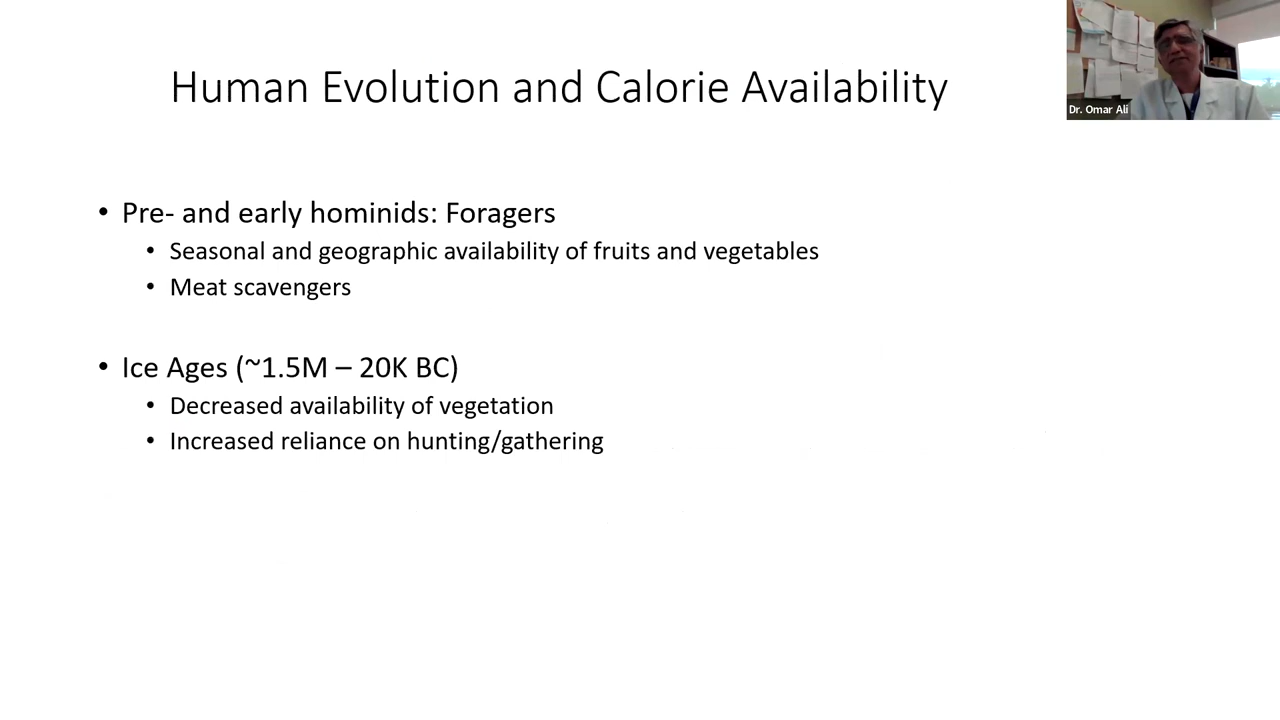 Human Evolution and Calorie Availability
Dr. Omar Ali
• Pre- and early hominids: Foragers
• Seasonal and geographic availability of fruits and vegetables
• Meat scavengers
• Ice Ages (~1.5M – 20K BC)
• Decreased availability of vegetation
• Increased reliance on hunting/gathering